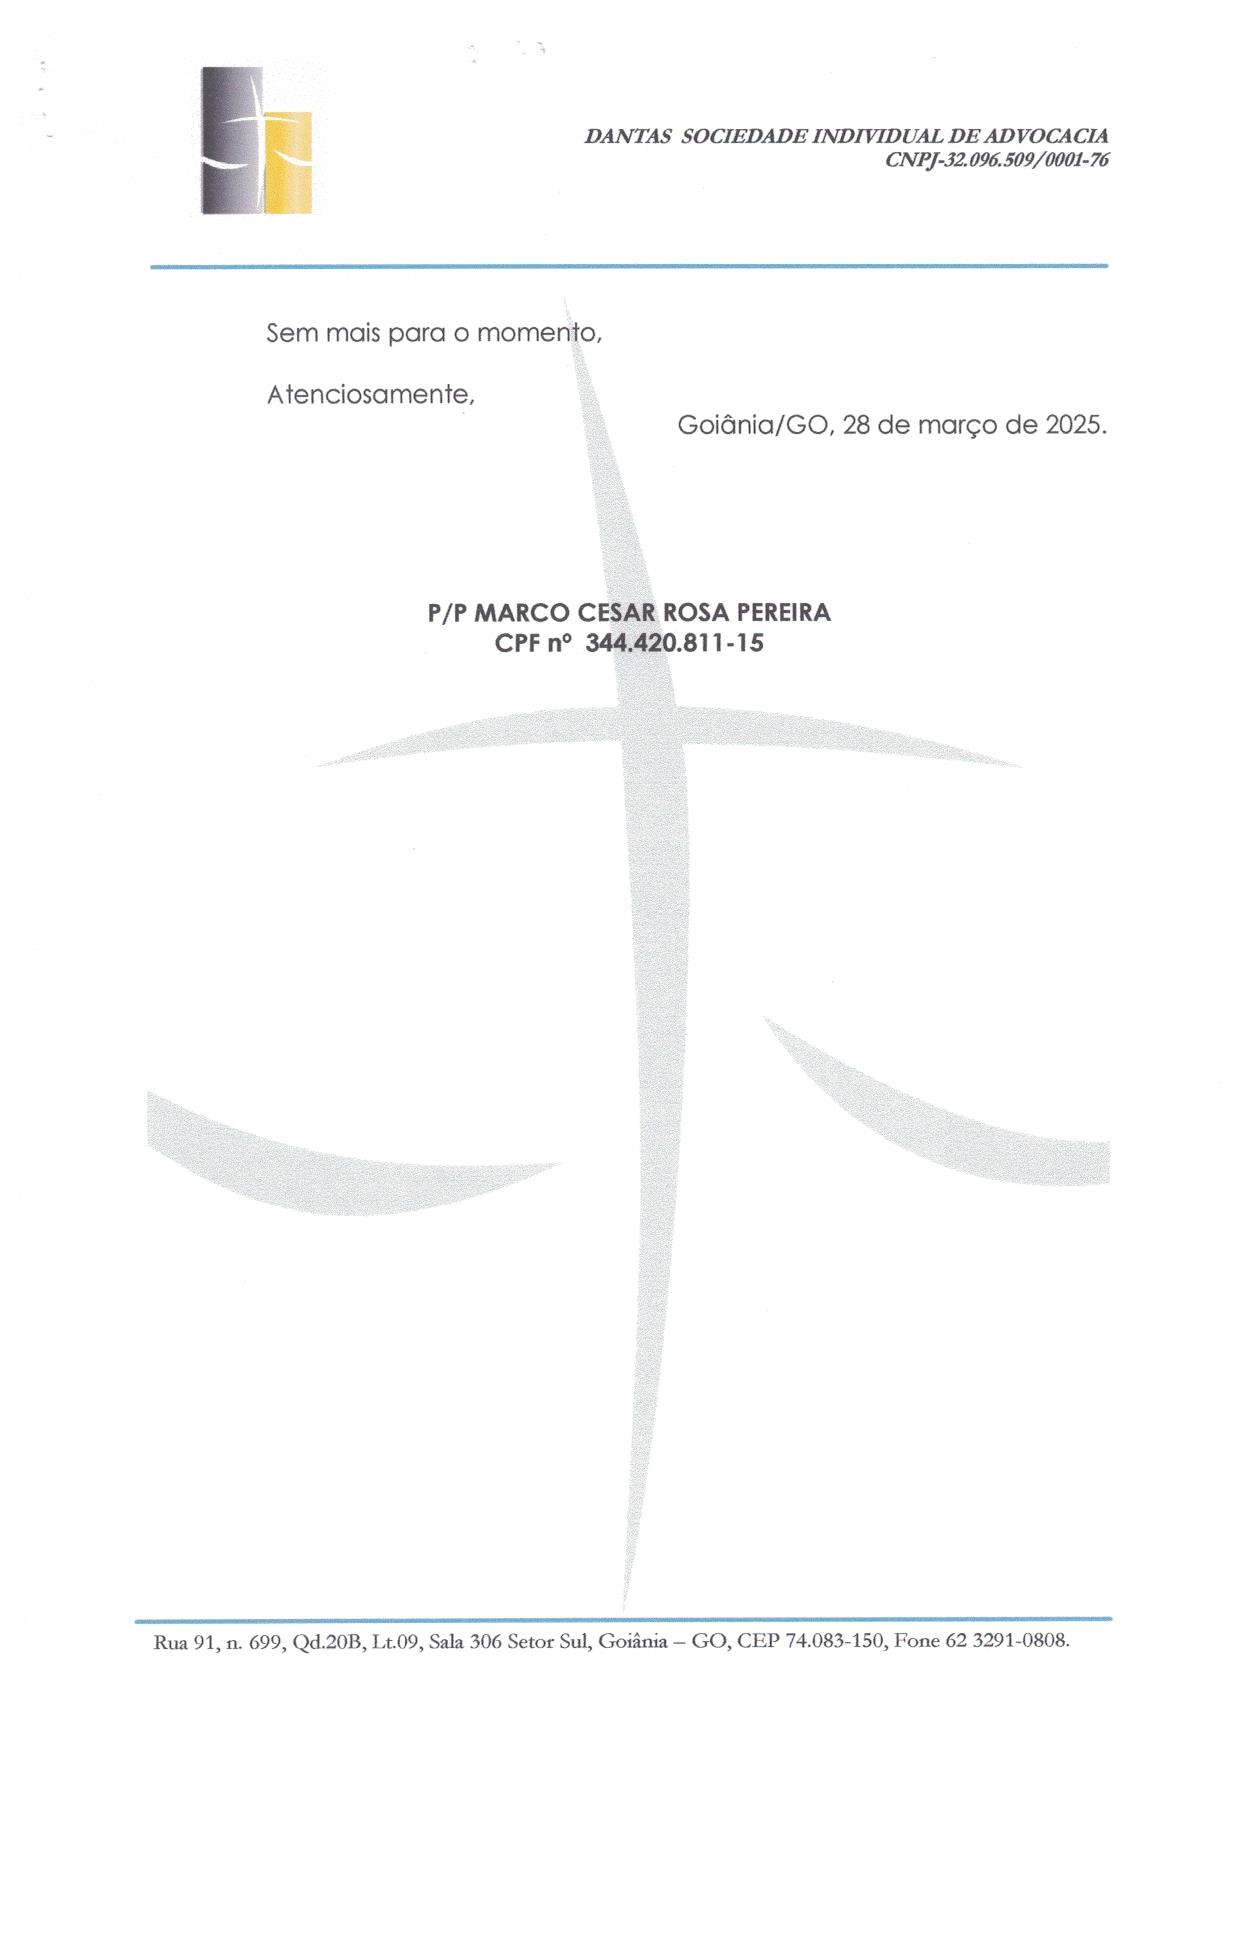 DANTAS SOCIEDADE INDIVIDUAL DE ADVOCACIA
CNPJ-32.096.509/0001-76
Sem mais para o momento,
Atenciosamente,
Goiânia/GO, 28 de março de 2025.
P/P MARCO CESAR ROSA PEREIRA
CPF nº 344.420.811-15
Rua 91, n. 699, Qd.20B, Lt.09, Sala 306 Setor Sul, Goiânia – GO, CEP 74.083-150, Fone 62 3291-0808.